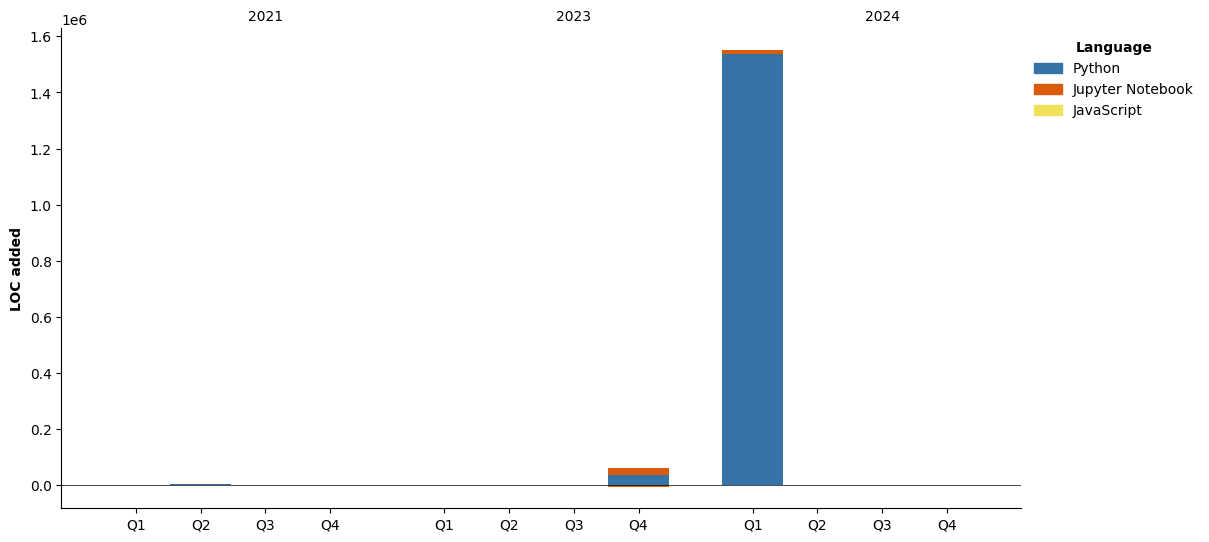 2021 2023 2024
1e6
1.6
1.4
1.2
1.0
0.8
0.6
0.4
0.2
0.0
LOC added
Q1 Q2 Q3 Q4 Q1 Q2 Q3 Q4 Q1 Q2 Q3 Q4
Language
Python
Jupyter Notebook
JavaScript